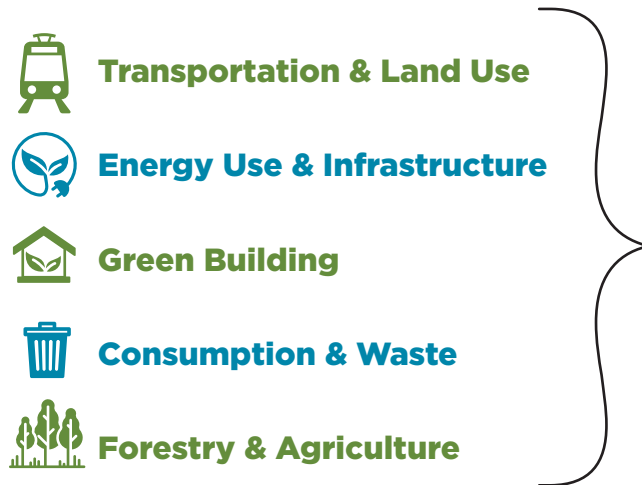 Transportation & Land Use
Energy Use & Infrastructure
Green Building
Consumption & Waste
Forestry & Agriculture